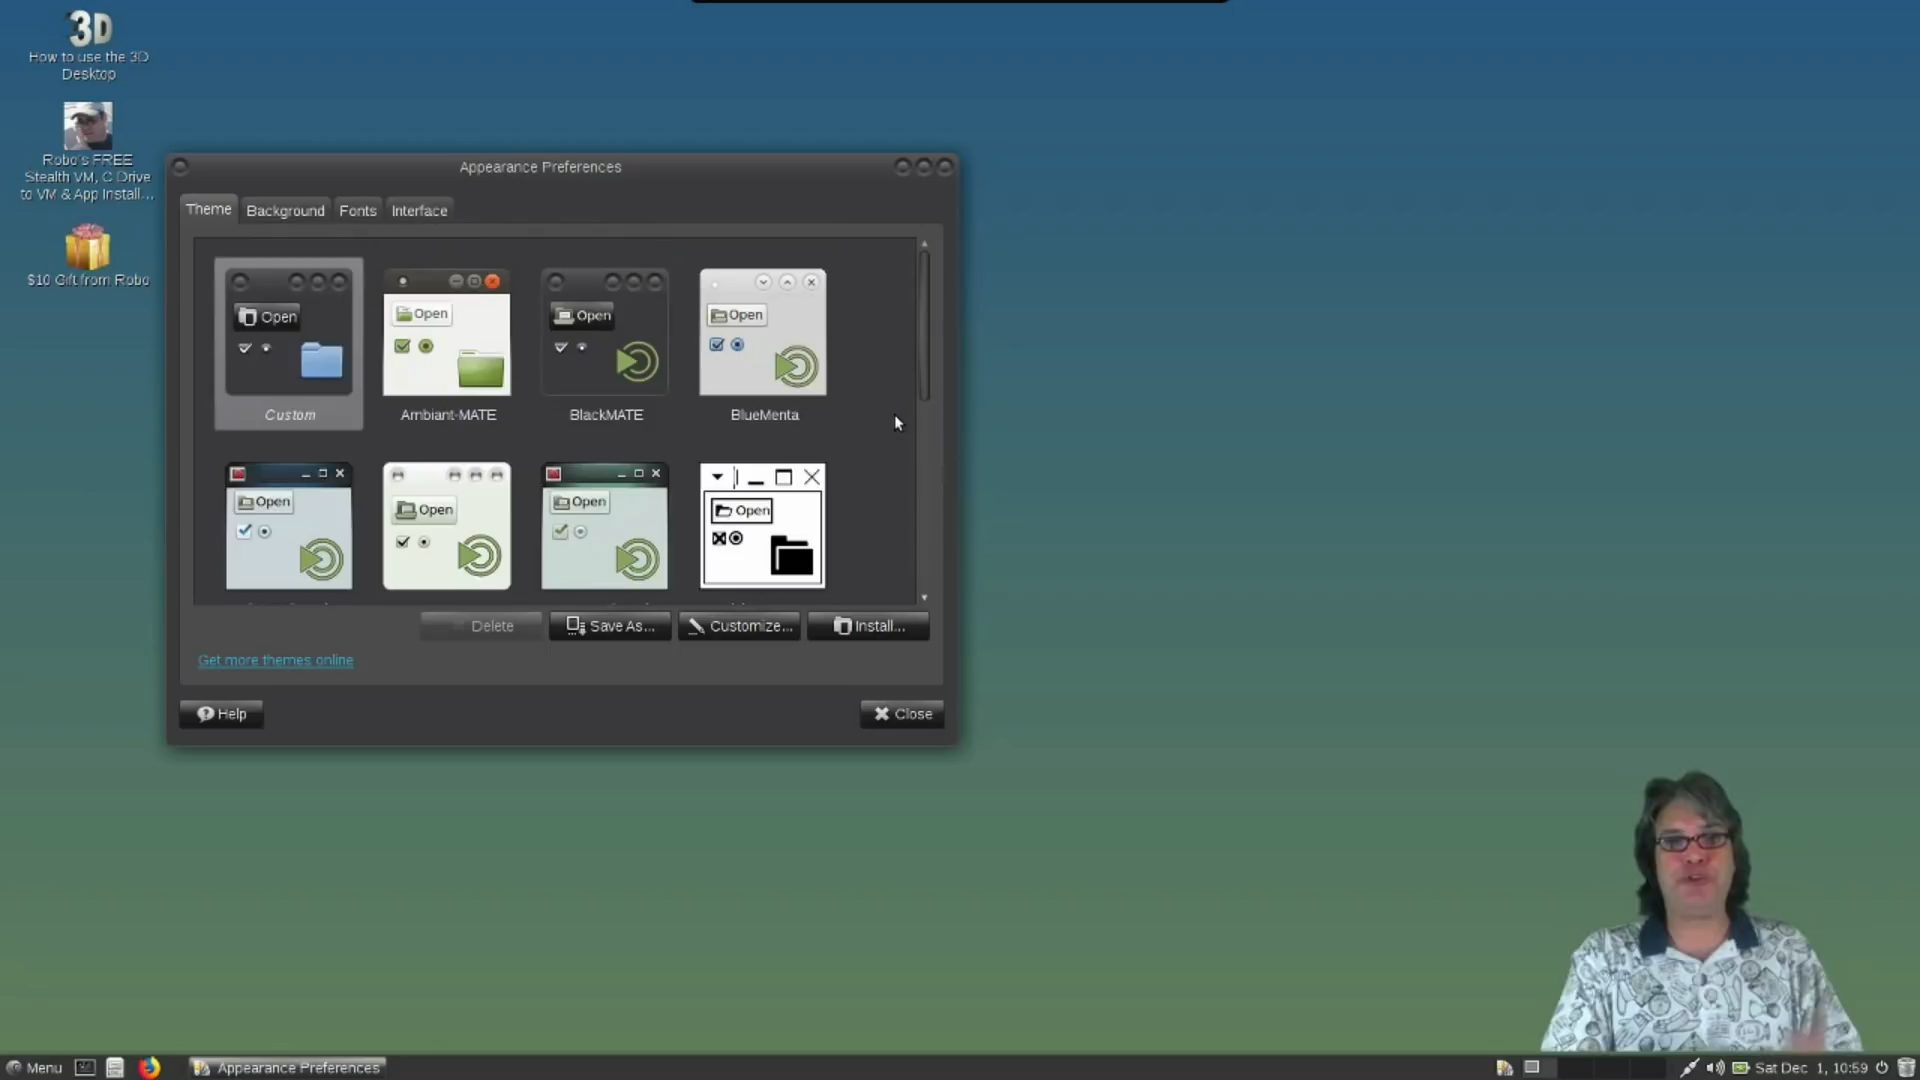 3D
How to use the 3D
Desktop
Robo's FREE
Stealth VM, C Drive
to VM & App Install...
$10 Gift from Robo
Appearance Preferences
Theme
Background
Fonts
Interface
Open
Open
Open
Open
Custom
Ambiant-MATE
BlackMATE
BlueMenta
Open
Open
Open
Open
Delete
Save As...
Customize...
Install...
Get more themes online
Help
Close
Menu
Appearance Preferences
Sat Dec 1, 10:59